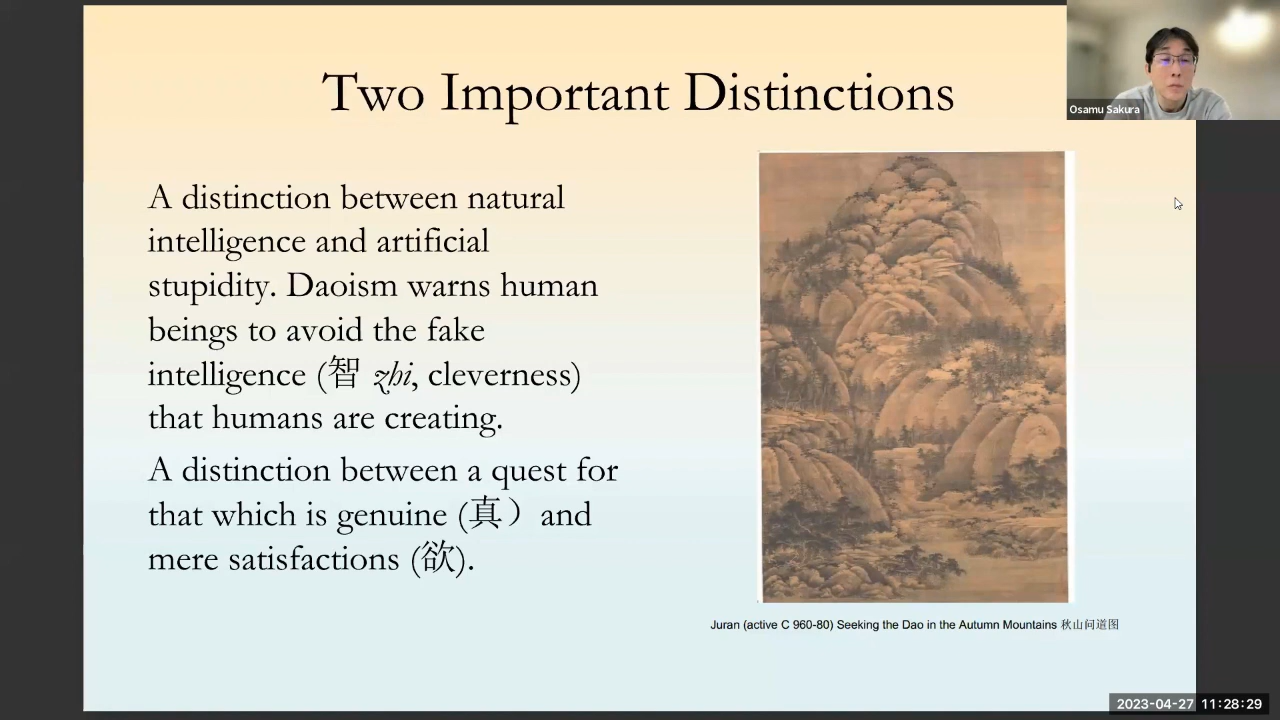 Two Important Distinctions
Osamu Sakura
A distinction between natural
intelligence and artificial
stupidity. Daoism warns human
beings to avoid the fake
intelligence (智 zhi, cleverness)
that humans are creating.
A distinction between a quest for
that which is genuine (真）and
mere satisfactions (欲).
Juran (active C 960-80) Seeking the Dao in the Autumn Mountains 秋山问道图
2023-04-27 11:28:29